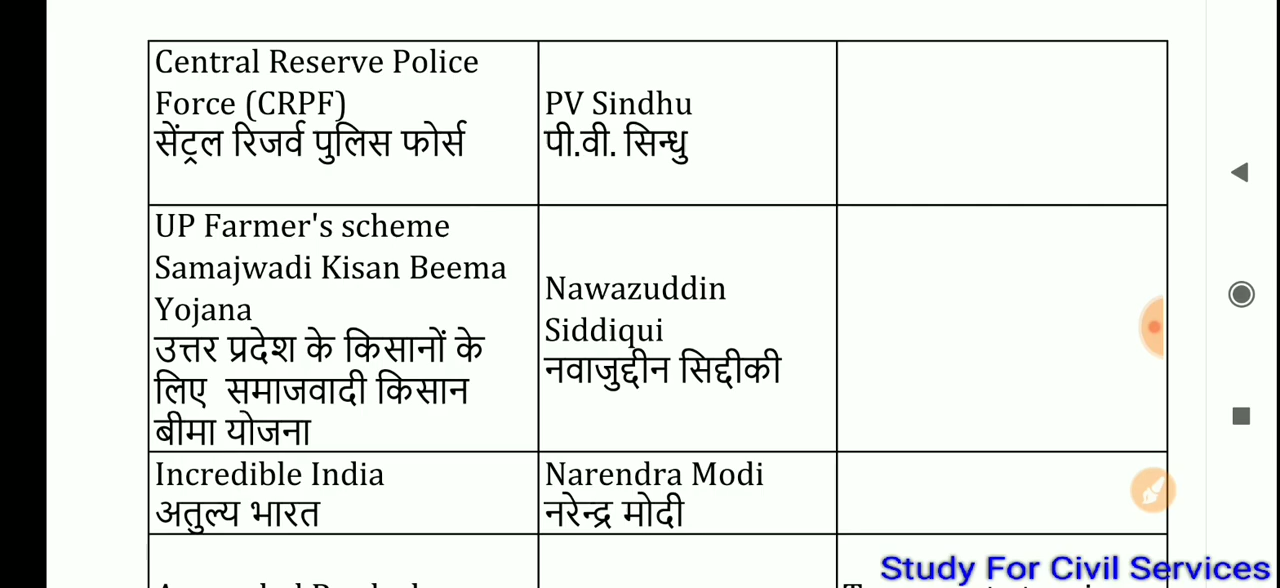 Central Reserve Police
Force (CRPF)
सेंट्रल रिजर्व पुलिस फोर्स
PV Sindhu
पी.वी. सिन्धु
UP Farmer's scheme
Samajwadi Kisan Beema
Yojana
उत्तर प्रदेश के किसानों के
लिए समाजवादी किसान
बीमा योजना
Nawazuddin
Siddiqui
नवाजुद्दीन सिद्दीकी
Incredible India
अतुल्य भारत
Narendra Modi
नरेन्द्र मोदी
Study For Civil Services